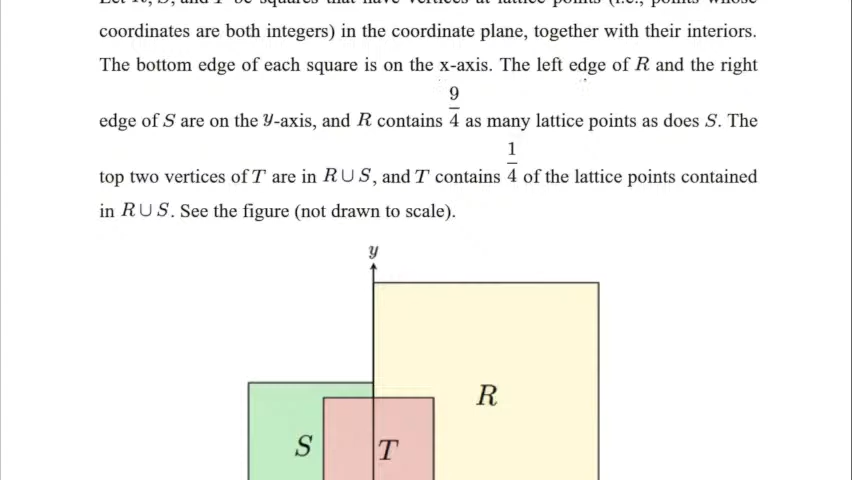 coordinates are both integers) in the coordinate plane, together with their interiors.
The bottom edge of each square is on the x-axis. The left edge of R and the right
edge of S are on the y-axis, and R contains 9/4 as many lattice points as does S. The
top two vertices of T are in R ∪ S, and T contains 1/4 of the lattice points contained
in R ∪ S. See the figure (not drawn to scale).
y
R
S
T